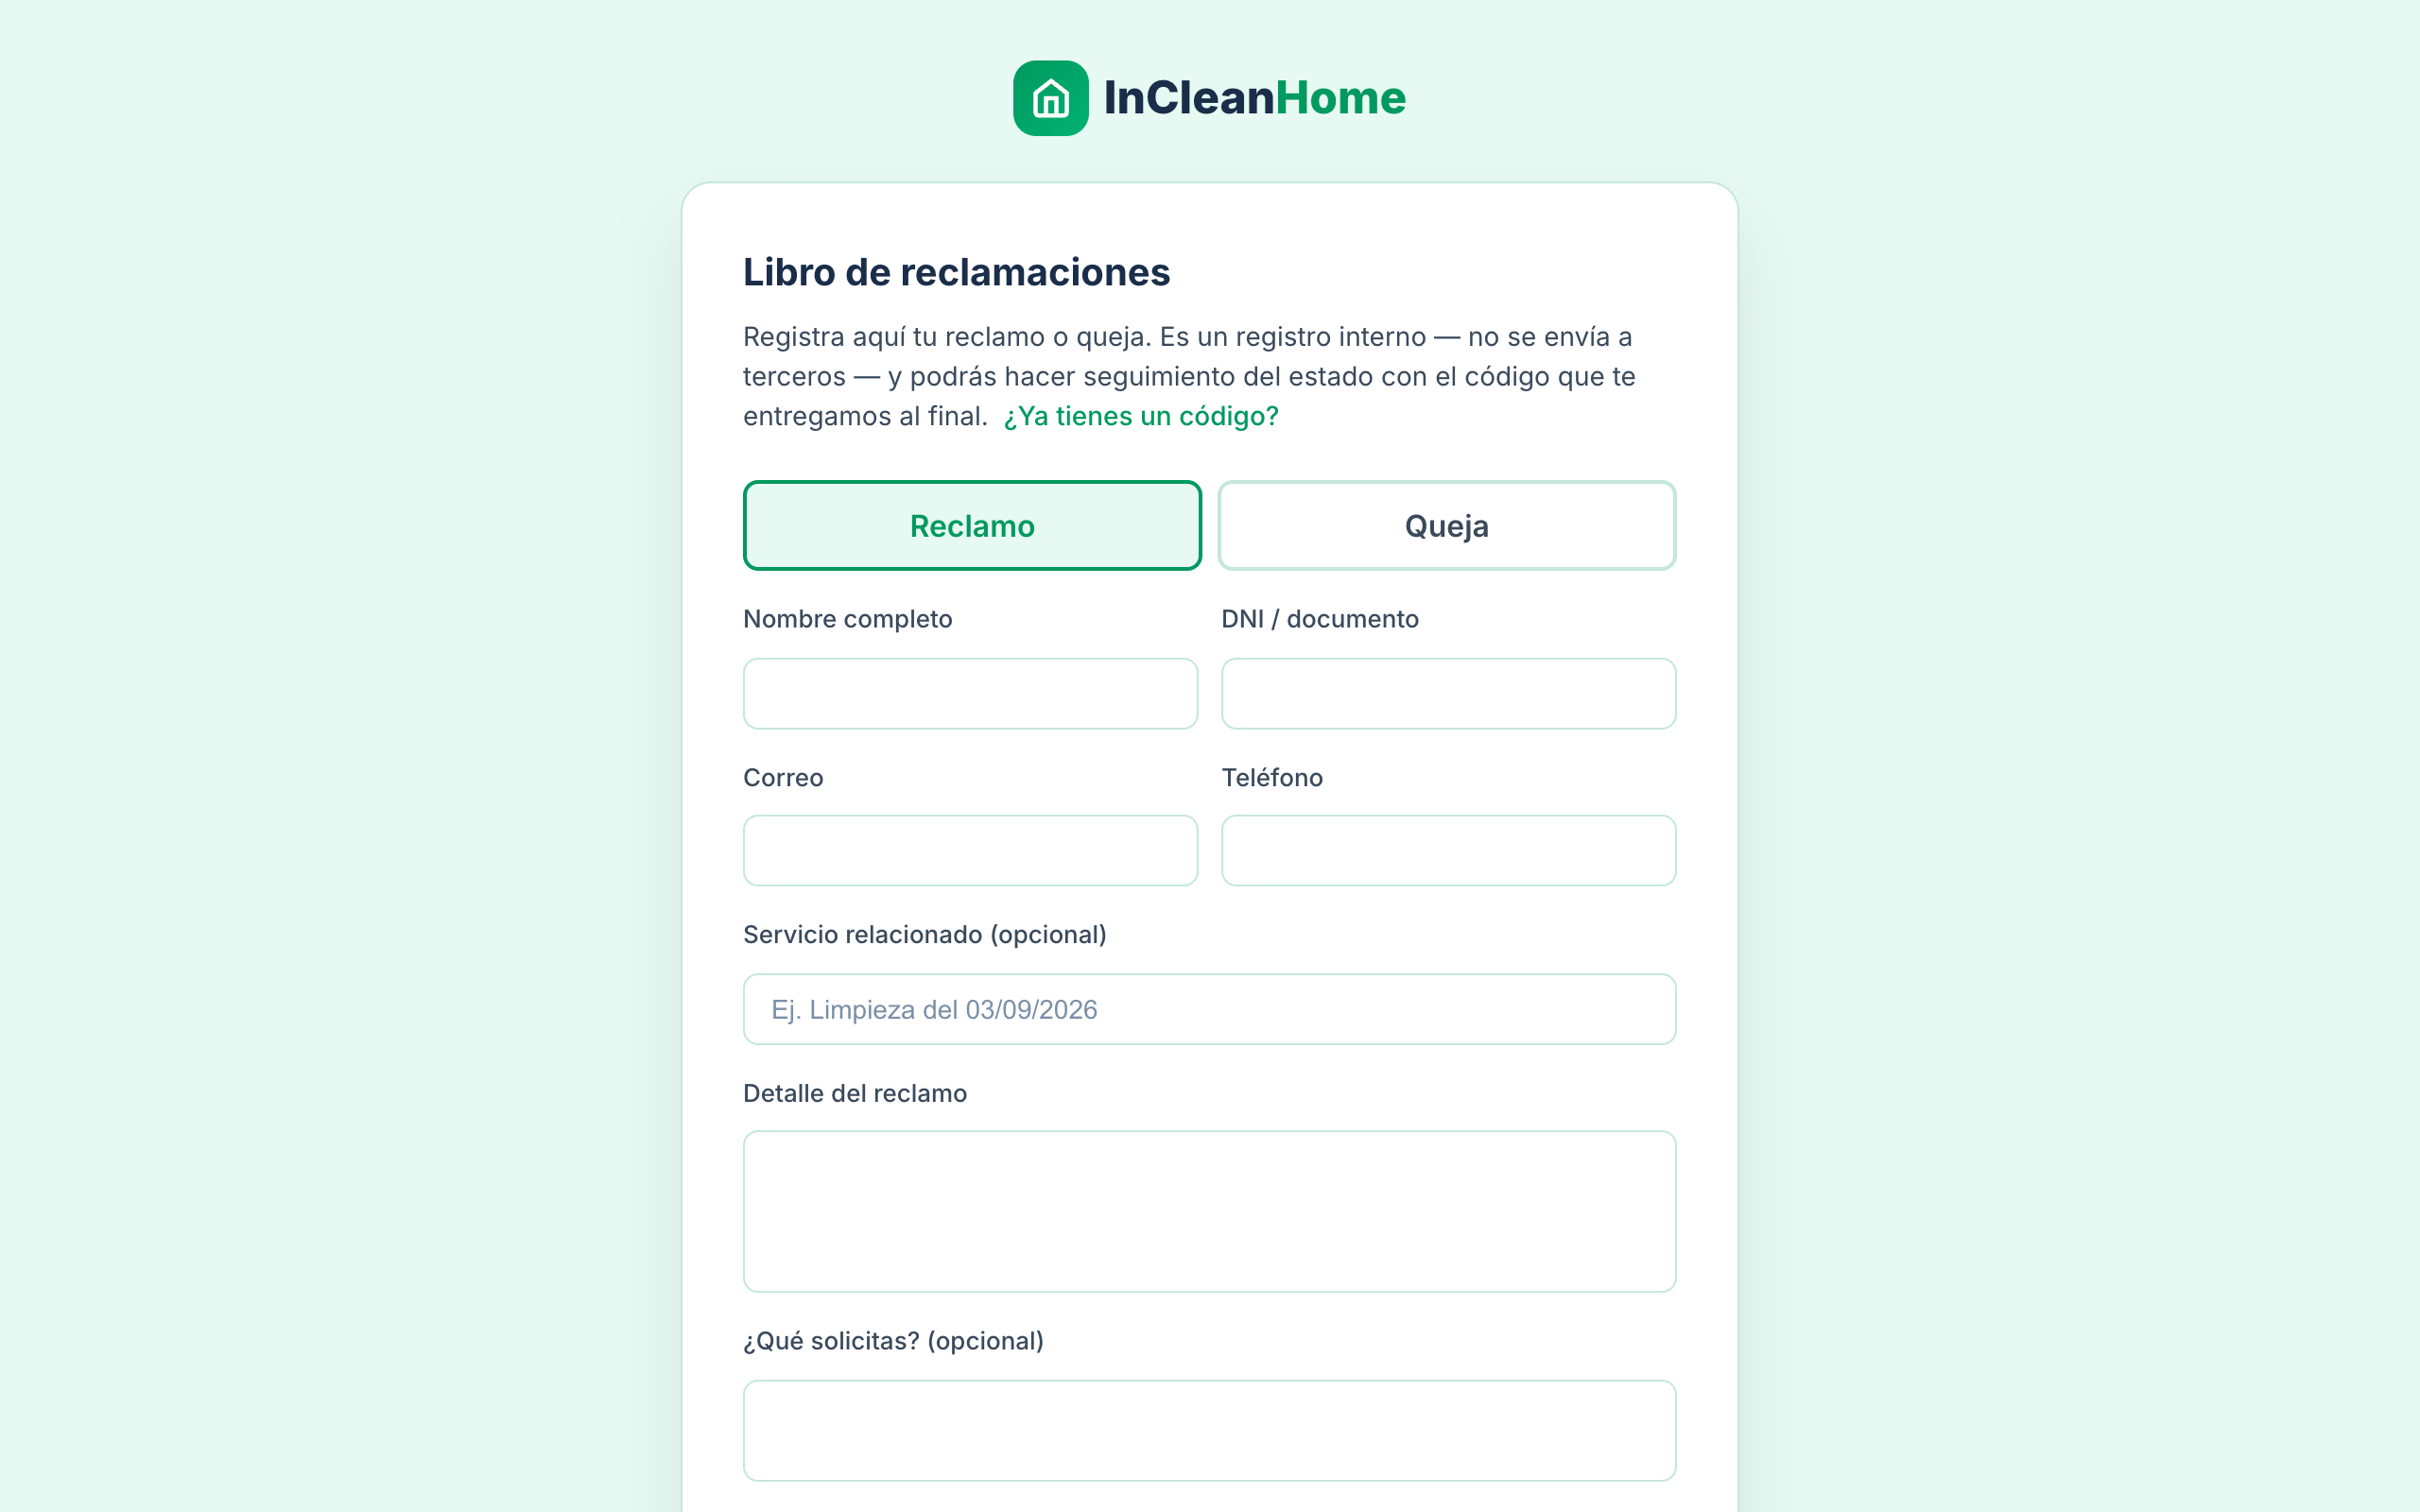 InCleanHome
Libro de reclamaciones
Registra aquí tu reclamo o queja. Es un registro interno — no se envía a
terceros — y podrás hacer seguimiento del estado con el código que te
entregamos al final. ¿Ya tienes un código?
Reclamo
Queja
Nombre completo
DNI / documento
Correo
Teléfono
Servicio relacionado (opcional)
Ej. Limpieza del 03/09/2026
Detalle del reclamo
¿Qué solicitas? (opcional)